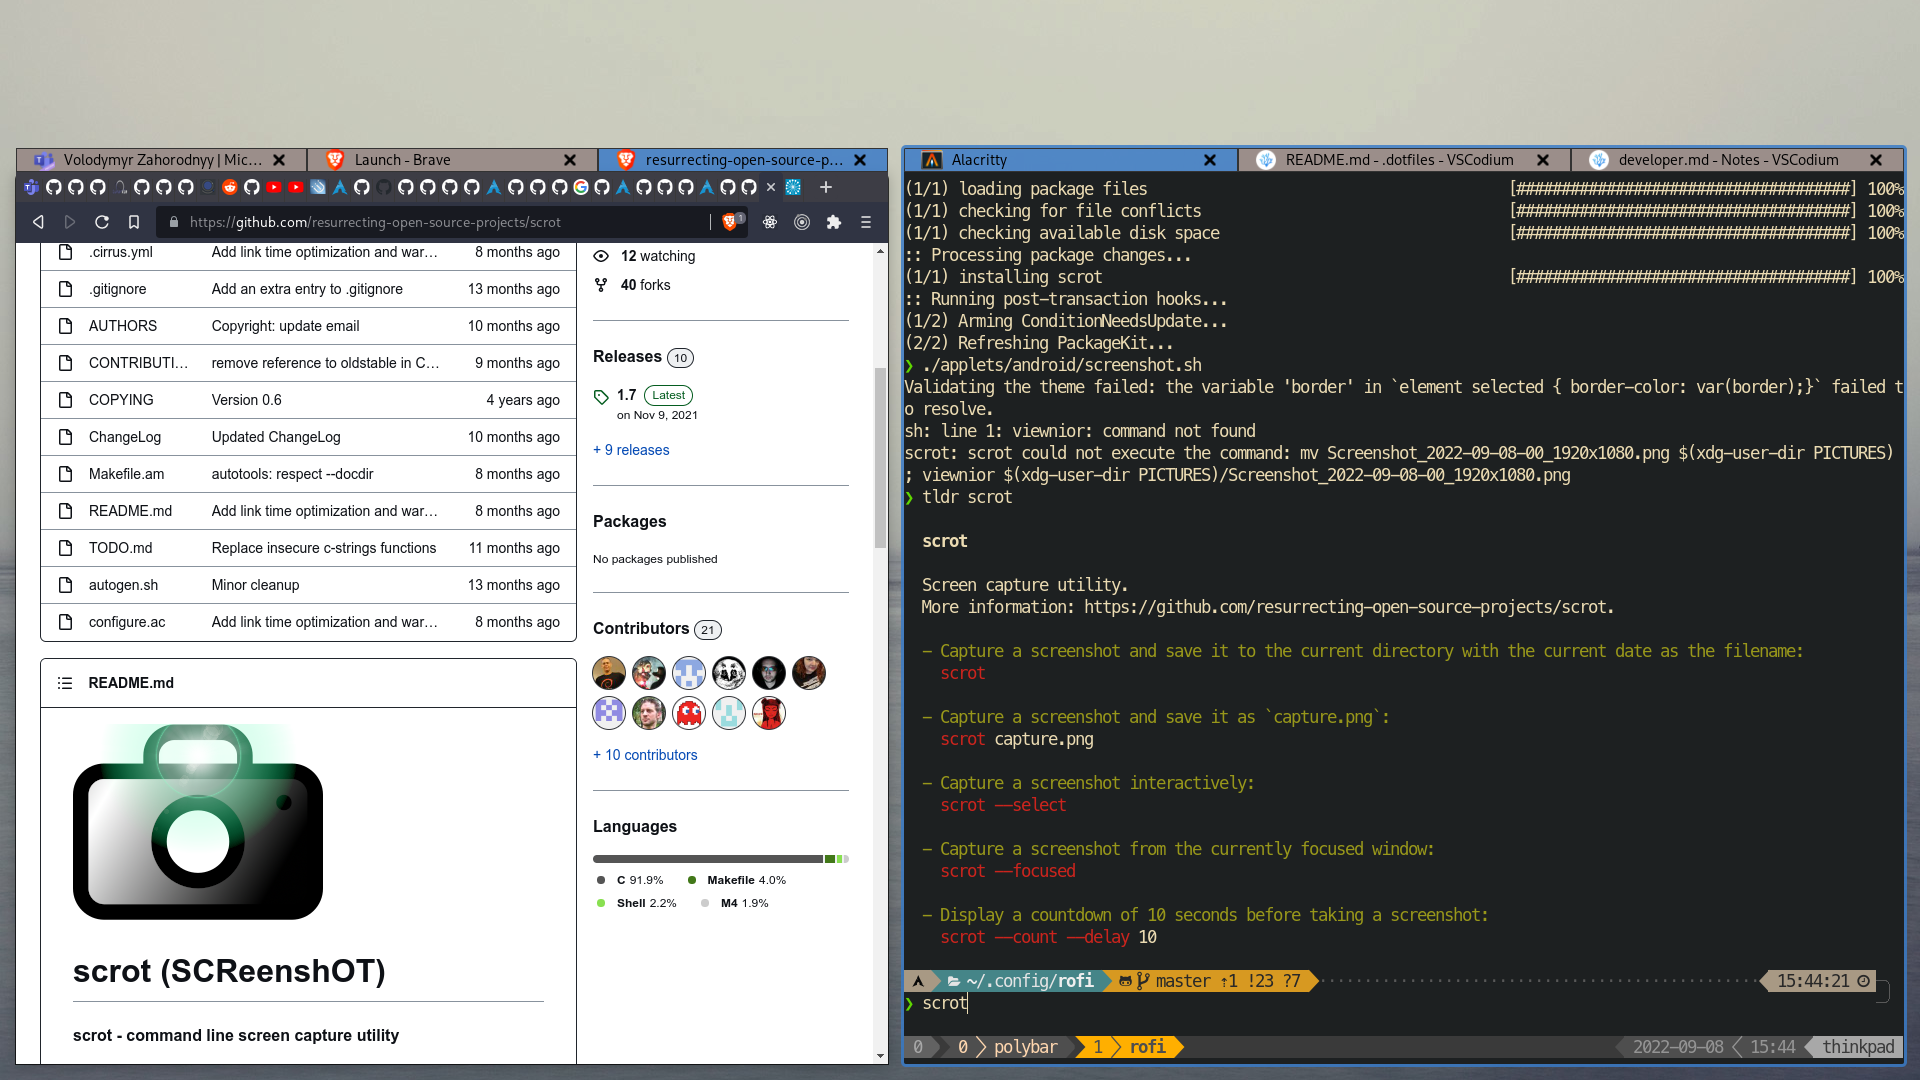 Volodymyr Zahorodnyy | Mic...
Launch - Brave
resurrecting-open-source-p...
https://github.com/resurrecting-open-source-projects/scrot
1
.cirrus.yml Add link time optimization and war... 8 months ago
.gitignore Add an extra entry to .gitignore 13 months ago
AUTHORS Copyright: update email 10 months ago
CONTRIBUTI... remove reference to oldstable in C... 9 months ago
COPYING Version 0.6 4 years ago
ChangeLog Updated ChangeLog 10 months ago
Makefile.am autotools: respect --docdir 8 months ago
README.md Add link time optimization and war... 8 months ago
TODO.md Replace insecure c-strings functions 11 months ago
autogen.sh Minor cleanup 13 months ago
configure.ac Add link time optimization and war... 8 months ago
README.md
scrot (SCReenshOT)
scrot - command line screen capture utility
12 watching
40 forks
Releases 10
1.7 Latest
on Nov 9, 2021
+ 9 releases
Packages
No packages published
Contributors 21
+ 10 contributors
Languages
C 91.9% Makefile 4.0%
Shell 2.2% M4 1.9%
Alacritty
README.md - .dotfiles - VSCodium
developer.md - Notes - VSCodium
(1/1) loading package files [#####################################] 100%
(1/1) checking for file conflicts [#####################################] 100%
(1/1) checking available disk space [#####################################] 100%
:: Processing package changes...
(1/1) installing scrot [#####################################] 100%
:: Running post-transaction hooks...
(1/2) Arming ConditionNeedsUpdate...
(2/2) Refreshing PackageKit...
❯ ./applets/android/screenshot.sh
Validating the theme failed: the variable 'border' in `element selected { border-color: var(border);}` failed t
o resolve.
sh: line 1: viewnior: command not found
scrot: scrot could not execute the command: mv Screenshot_2022-09-08-00_1920x1080.png $(xdg-user-dir PICTURES)
; viewnior $(xdg-user-dir PICTURES)/Screenshot_2022-09-08-00_1920x1080.png
❯ tldr scrot
scrot
Screen capture utility.
More information: https://github.com/resurrecting-open-source-projects/scrot.
- Capture a screenshot and save it to the current directory with the current date as the filename:
scrot
- Capture a screenshot and save it as `capture.png`:
scrot capture.png
- Capture a screenshot interactively:
scrot --select
- Capture a screenshot from the currently focused window:
scrot --focused
- Display a countdown of 10 seconds before taking a screenshot:
scrot --count --delay 10
~/.config/rofi master ⇡1 !23 ?7 15:44:21
❯ scrot
0 0 polybar 1 rofi 2022-09-08 15:44 thinkpad